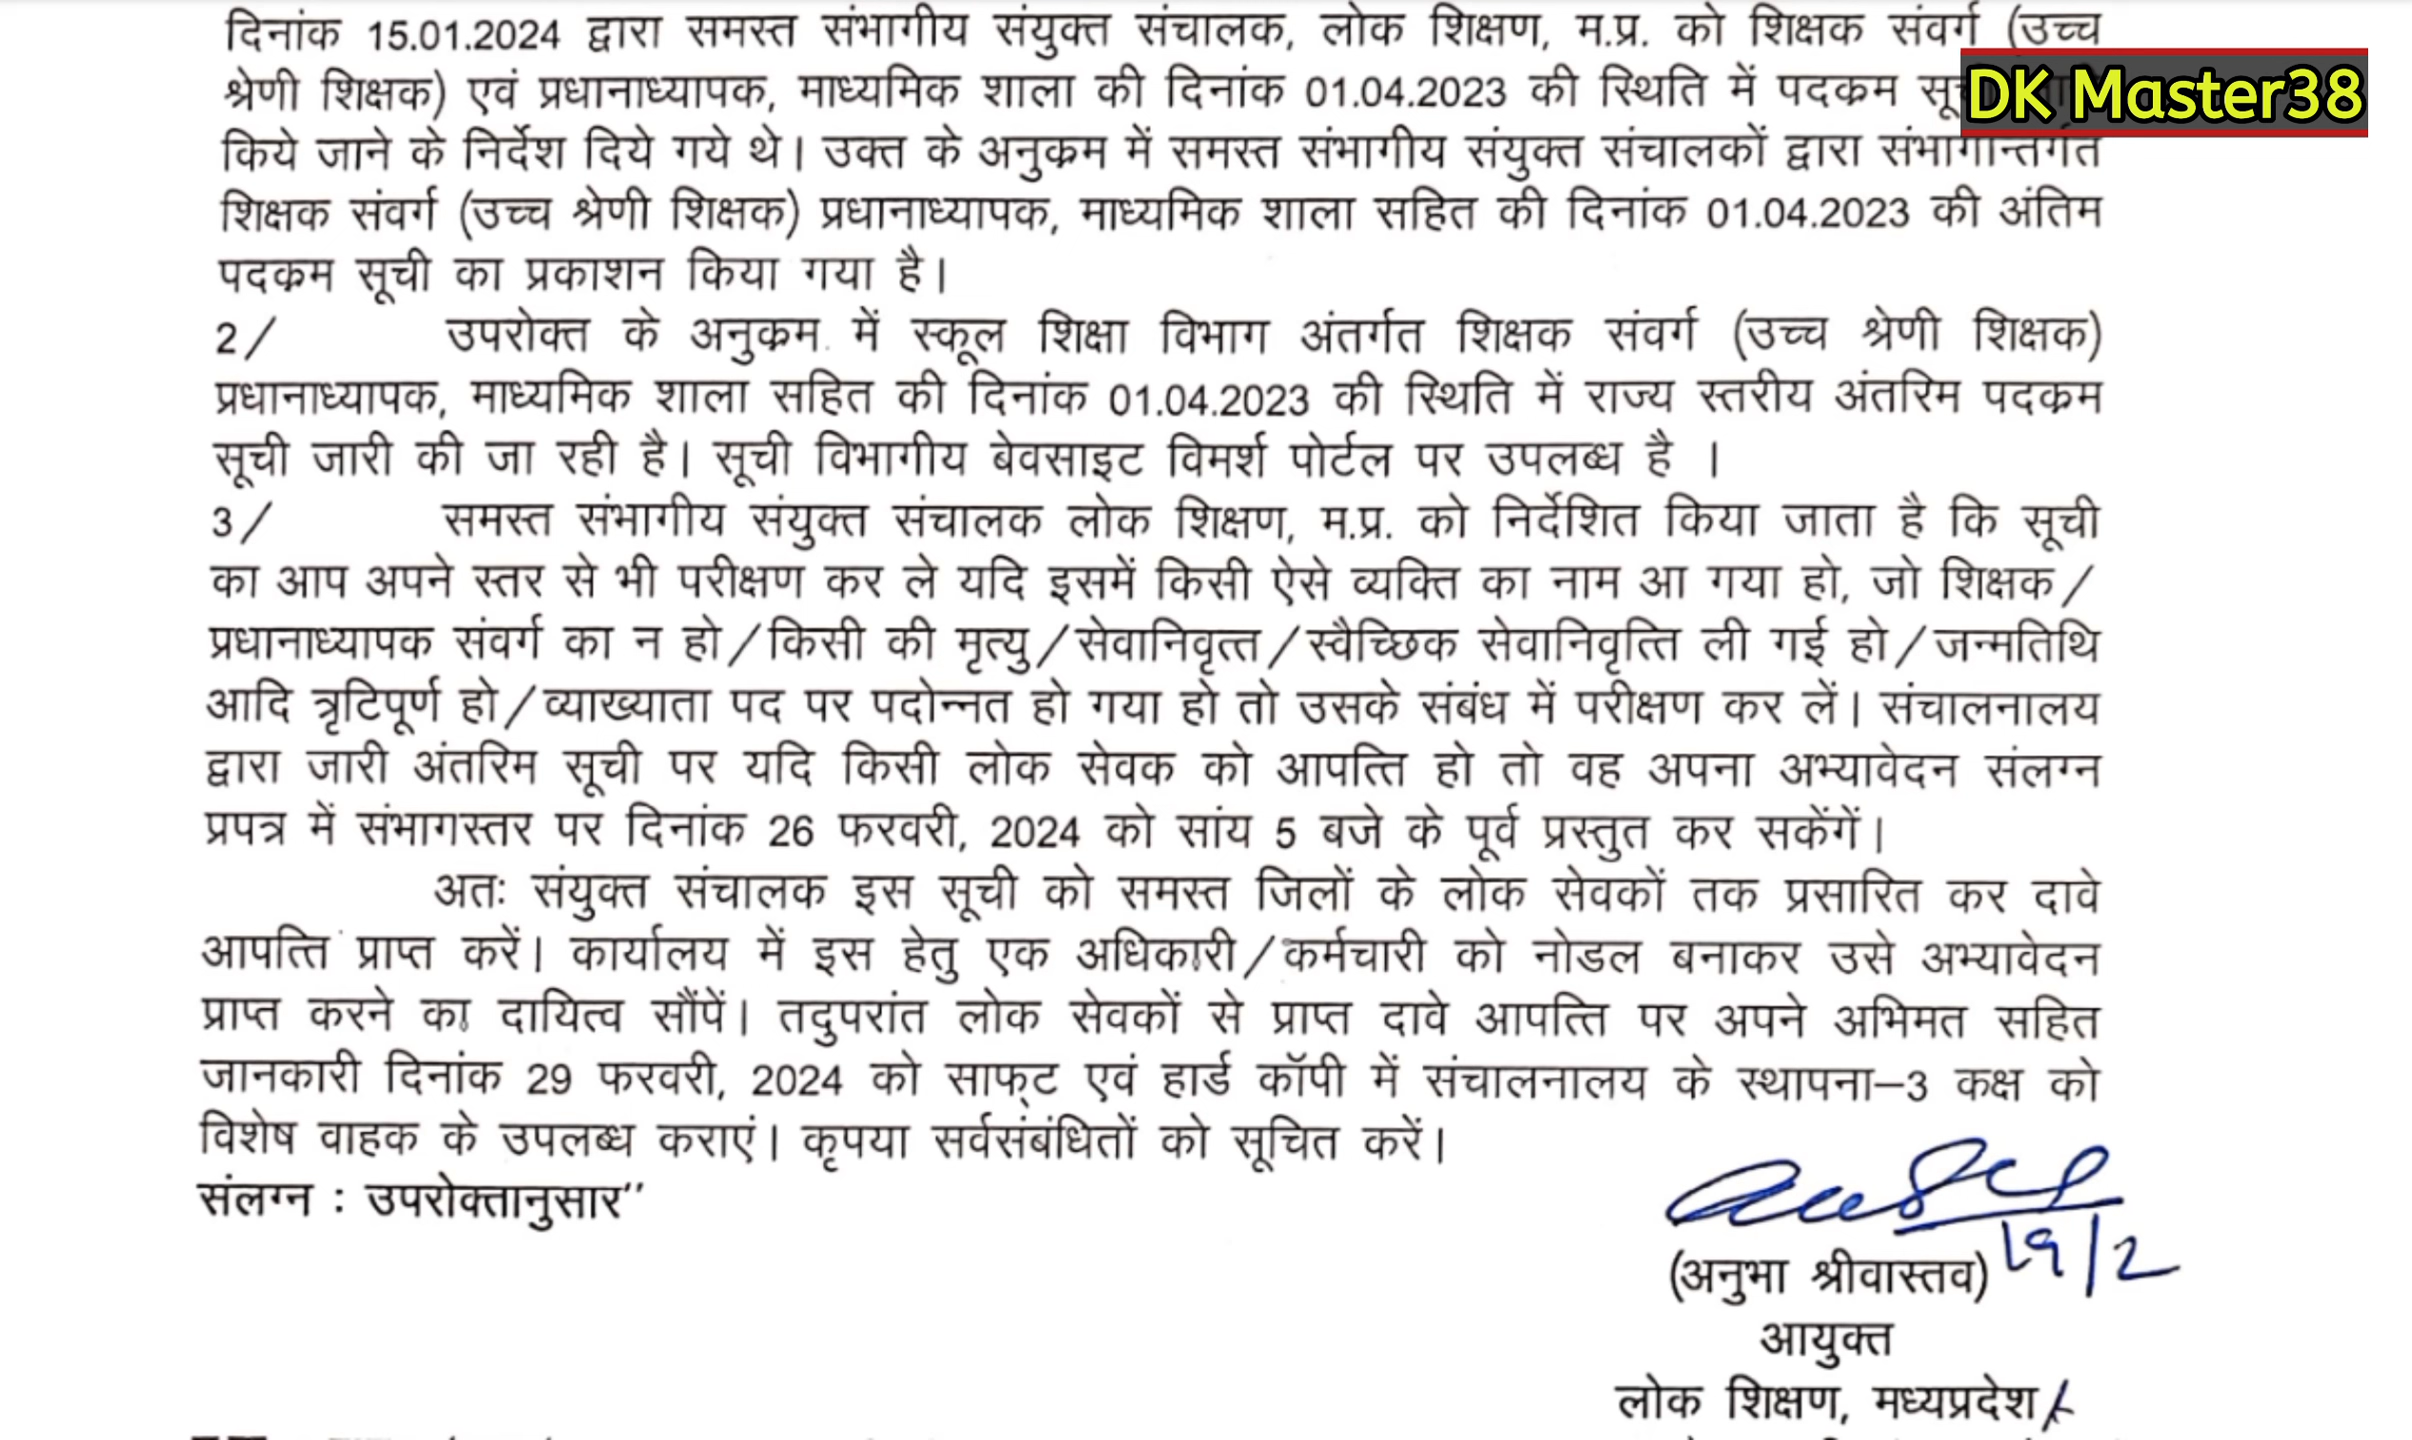 दिनांक 15.01.2024 द्वारा समस्त संभागीय संयुक्त संचालक, लोक शिक्षण, म.प्र. को शिक्षक संवर्ग (उच्च
श्रेणी शिक्षक) एवं प्रधानाध्यापक, माध्यमिक शाला की दिनांक 01.04.2023 की स्थिति में पदक्रम
DK Master38
किये जाने के निर्देश दिये गये थे। उक्त के अनुक्रम में समस्त संभागीय संयुक्त संचालकों द्वारा संभागान्तर्गत
शिक्षक संवर्ग (उच्च श्रेणी शिक्षक) प्रधानाध्यापक, माध्यमिक शाला सहित की दिनांक 01.04.2023 की अंतिम
पदक्रम सूची का प्रकाशन किया गया है।
2/ उपरोक्त के अनुक्रम में स्कूल शिक्षा विभाग अंतर्गत शिक्षक संवर्ग (उच्च श्रेणी शिक्षक)
प्रधानाध्यापक, माध्यमिक शाला सहित की दिनांक 01.04.2023 की स्थिति में राज्य स्तरीय अंतरिम पदक्रम
सूची जारी की जा रही है। सूची विभागीय बेवसाइट विमर्श पोर्टल पर उपलब्ध है ।
3/ समस्त संभागीय संयुक्त संचालक लोक शिक्षण, म.प्र. को निर्देशित किया जाता है कि सूची
का आप अपने स्तर से भी परीक्षण कर ले यदि इसमें किसी ऐसे व्यक्ति का नाम आ गया हो, जो शिक्षक/
प्रधानाध्यापक संवर्ग का न हो/किसी की मृत्यु/सेवानिवृत्त/स्वैच्छिक सेवानिवृत्ति ली गई हो/जन्मतिथि
आदि त्रृटिपूर्ण हो/व्याख्याता पद पर पदोन्नत हो गया हो तो उसके संबंध में परीक्षण कर लें। संचालनालय
द्वारा जारी अंतरिम सूची पर यदि किसी लोक सेवक को आपत्ति हो तो वह अपना अभ्यावेदन संलग्न
प्रपत्र में संभागस्तर पर दिनांक 26 फरवरी, 2024 को सांय 5 बजे के पूर्व प्रस्तुत कर सकेंगें।
अतः संयुक्त संचालक इस सूची को समस्त जिलों के लोक सेवकों तक प्रसारित कर दावे
आपत्ति प्राप्त करें। कार्यालय में इस हेतु एक अधिकारी/कर्मचारी को नोडल बनाकर उसे अभ्यावेदन
प्राप्त करने का दायित्व सौंपें। तदुपरांत लोक सेवकों से प्राप्त दावे आपत्ति पर अपने अभिमत सहित
जानकारी दिनांक 29 फरवरी, 2024 को साफ्ट एवं हार्ड कॉपी में संचालनालय के स्थापना–3 कक्ष को
विशेष वाहक के उपलब्ध कराएं। कृपया सर्वसंबंधितों को सूचित करें।
संलग्न : उपरोक्तानुसार"
19/2
(अनुभा श्रीवास्तव)
आयुक्त
लोक शिक्षण, मध्यप्रदेश